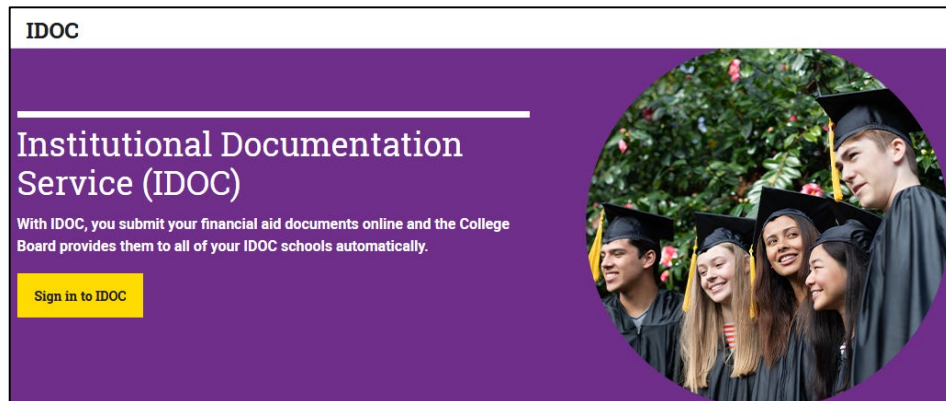 IDOC
Institutional Documentation
Service (IDOC)
With IDOC, you submit your financial aid documents online and the College
Board provides them to all of your IDOC schools automatically.
Sign in to IDOC